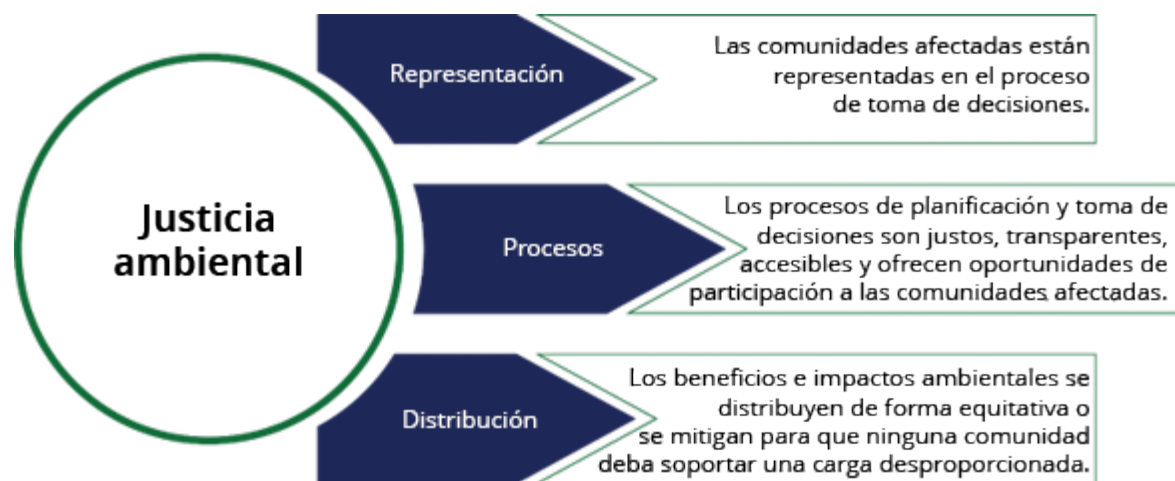 Justicia
ambiental
Representación
Las comunidades afectadas están
representadas en el proceso
de toma de decisiones.
Procesos
Los procesos de planificación y toma de
decisiones son justos, transparentes,
accesibles y ofrecen oportunidades de
participación a las comunidades afectadas.
Distribución
Los beneficios e impactos ambientales se
distribuyen de forma equitativa o
se mitigan para que ninguna comunidad
deba soportar una carga desproporcionada.